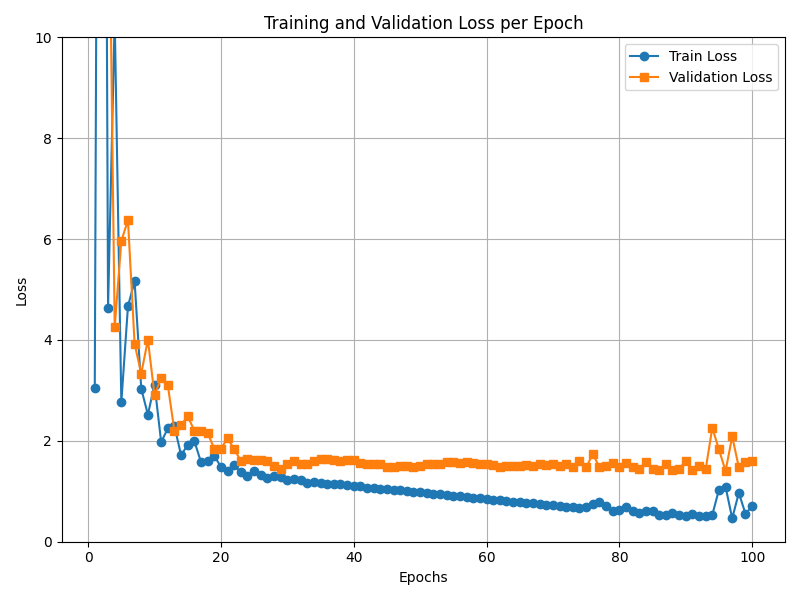 Training and Validation Loss per Epoch
Train Loss
Validation Loss
Loss
10
8
6
4
2
0
0 20 40 60 80 100
Epochs